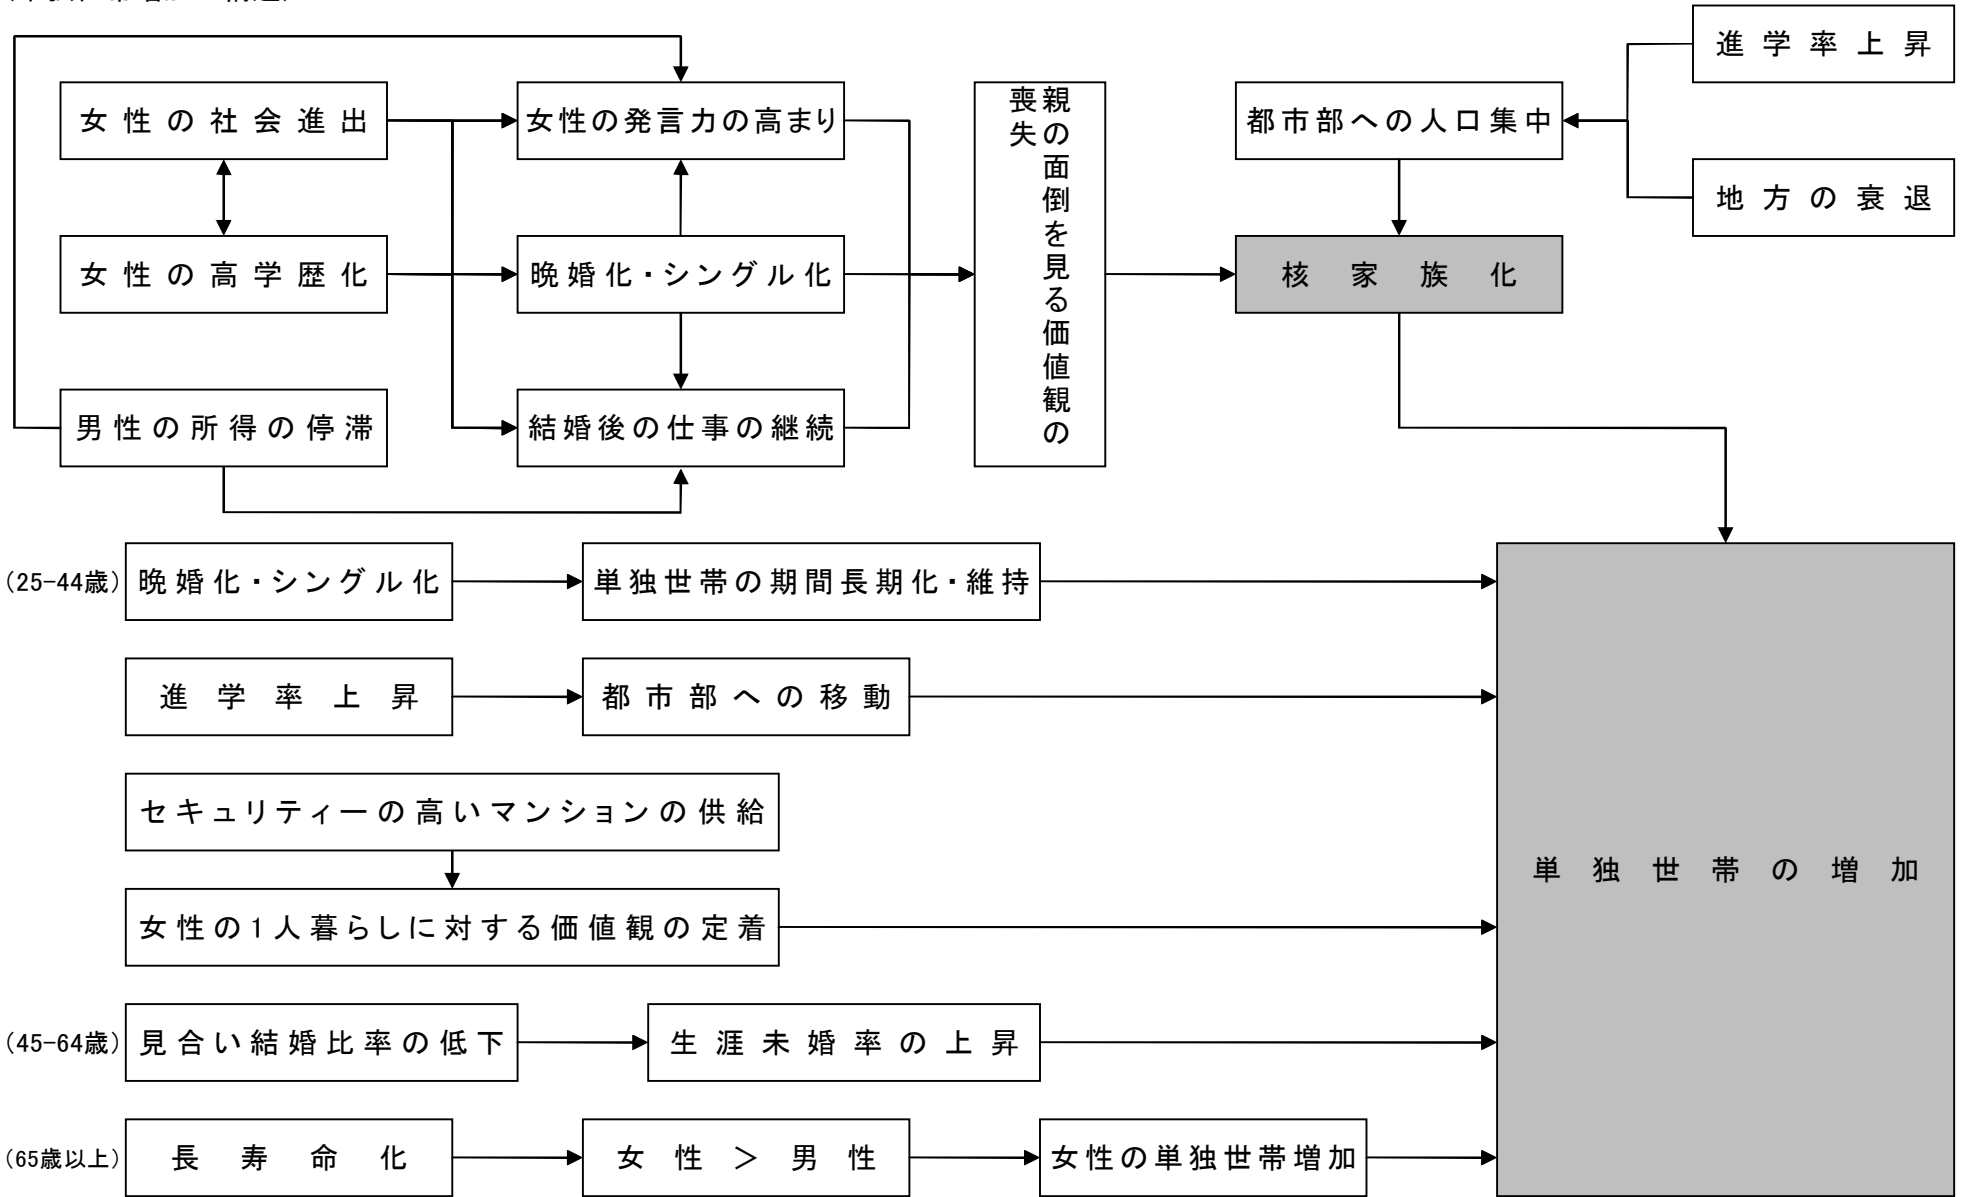 進学率上昇
女性の社会進出
女性の発言力の高まり
親の面倒を見る価値観の
喪失
都市部への人口集中
地方の衰退
女性の高学歴化
晩婚化・シングル化
核家族化
男性の所得の停滞
結婚後の仕事の継続
(25-44歳)
晩婚化・シングル化
単独世帯の期間長期化・維持
進学率上昇
都市部への移動
セキュリティーの高いマンションの供給
単独世帯の増加
女性の1人暮らしに対する価値観の定着
(45-64歳)
見合い結婚比率の低下
生涯未婚率の上昇
(65歳以上)
長寿命化
女性＞男性
女性の単独世帯増加